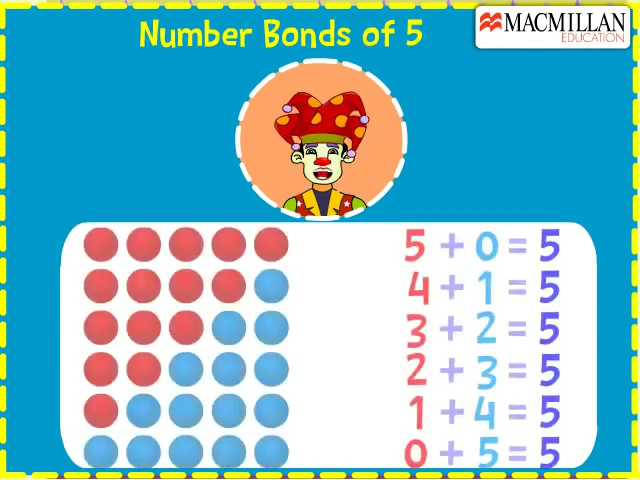 Number Bonds of 5
MACMILLAN
EDUCATION
5 + 0 = 5
4 + 1 = 5
3 + 2 = 5
2 + 3 = 5
1 + 4 = 5
0 + 5 = 5